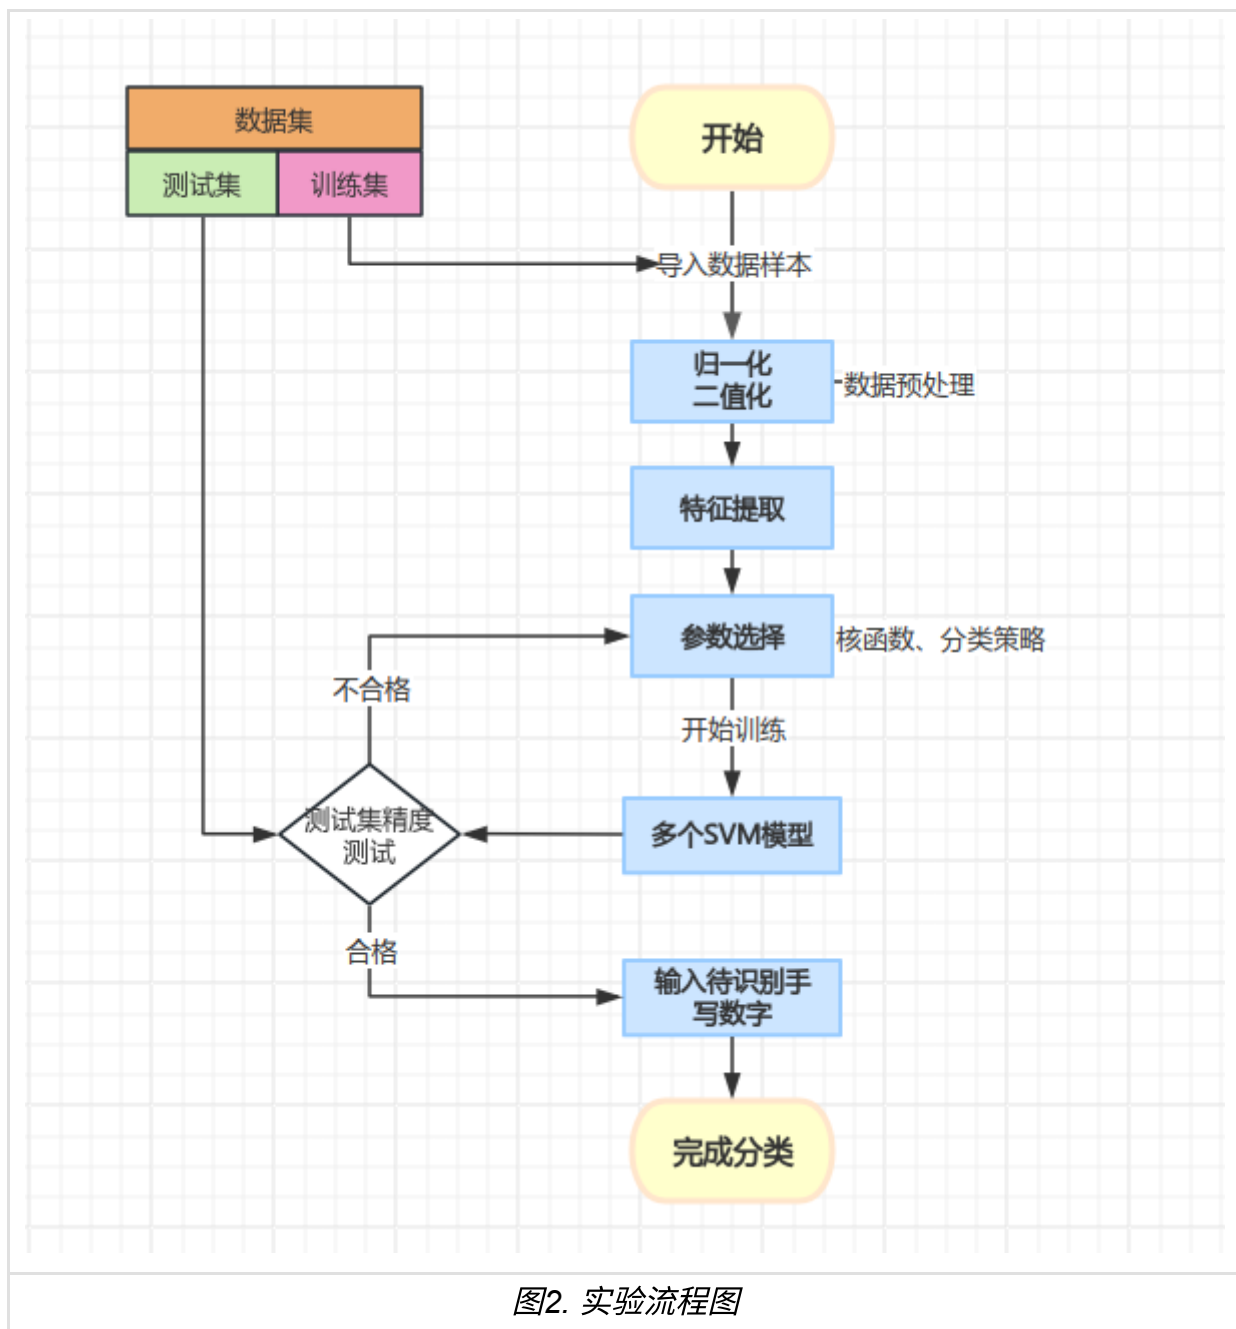 数据集
测试集
训练集
开始
导入数据样本
归一化
二值化
数据预处理
特征提取
参数选择
核函数、分类策略
不合格
开始训练
测试集精度
测试
多个SVM模型
合格
输入待识别手
写数字
完成分类
图2. 实验流程图